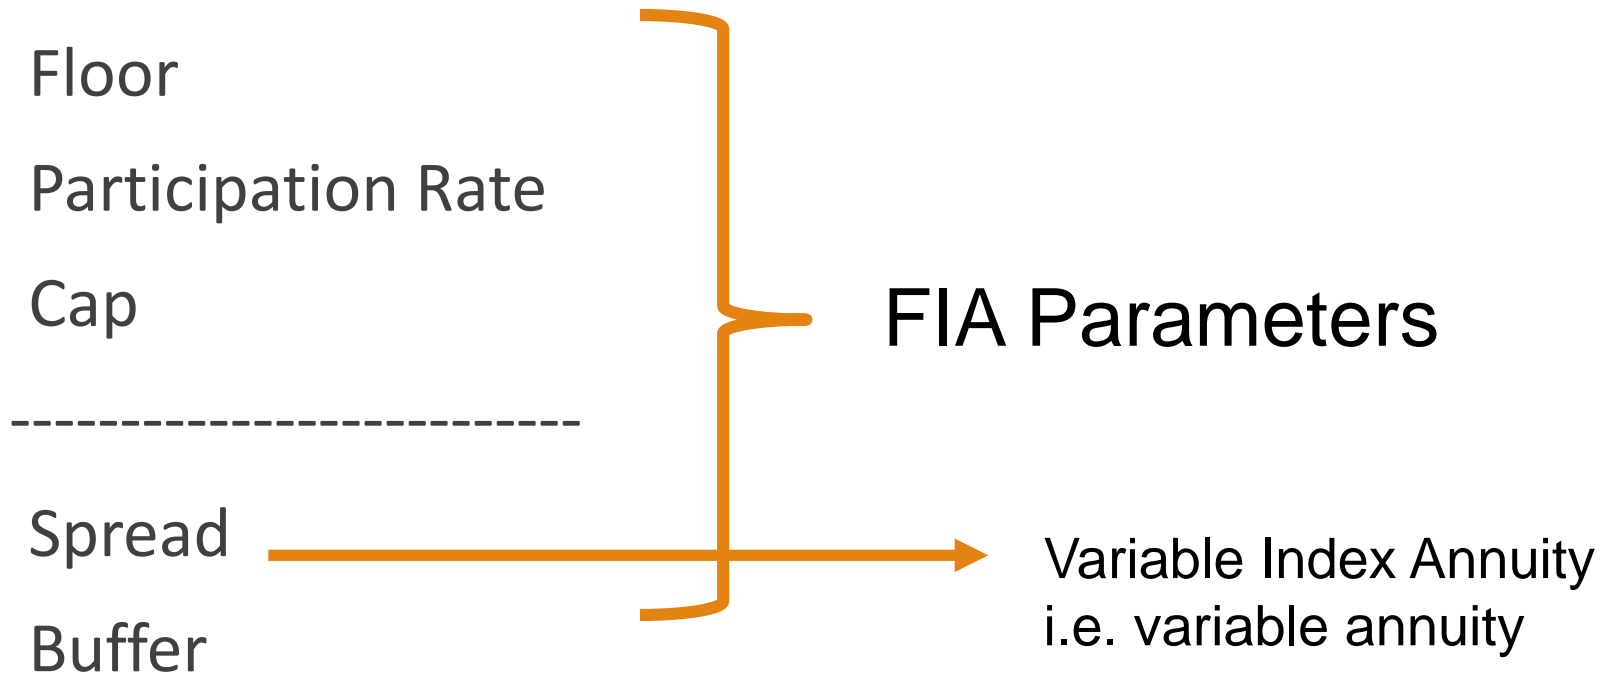 Floor
Participation Rate
Cap
FIA Parameters
--------------------------
Spread
Buffer
Variable Index Annuity
i.e. variable annuity